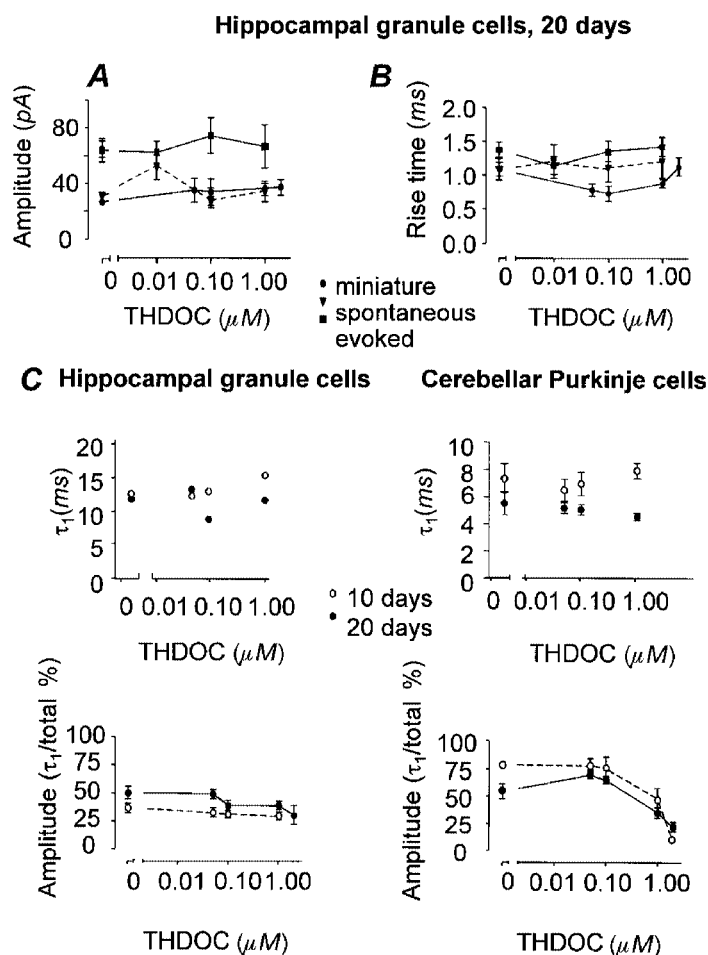 Hippocampal granule cells, 20 days
A
B
Amplitude (pA)
80
40
0
0 0.01 0.10 1.00
THDOC (μM)
Rise time (ms)
2.0
1.5
1.0
0.5
0.0
0 0.01 0.10 1.00
THDOC (μM)
miniature
spontaneous
evoked
C Hippocampal granule cells
Cerebellar Purkinje cells
τ1(ms)
20
15
10
5
0
0 0.01 0.10 1.00
THDOC (μM)
10 days
20 days
τ1(ms)
10
8
6
4
2
0
0 0.01 0.10 1.00
THDOC (μM)
Amplitude (τ1/total %)
100
75
50
25
0
0 0.01 0.10 1.00
THDOC (μM)
Amplitude (τ1/total %)
100
75
50
25
0
0 0.01 0.10 1.00
THDOC (μM)